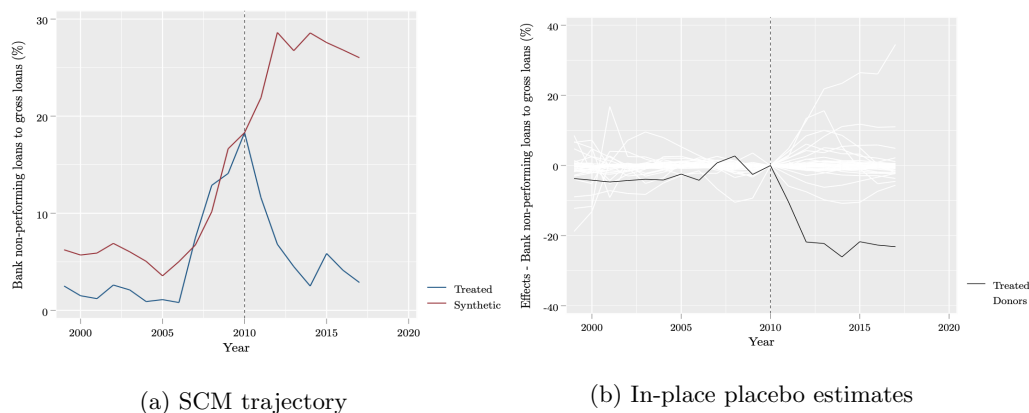 Bank non-performing loans to gross loans (%)
30
20
10
0
2000
2005
2010
2015
2020
Year
Treated
Synthetic
(a) SCM trajectory
Effects - Bank non-performing loans to gross loans (%)
40
20
0
-20
-40
2000
2005
2010
2015
2020
Year
Treated
Donors
(b) In-place placebo estimates